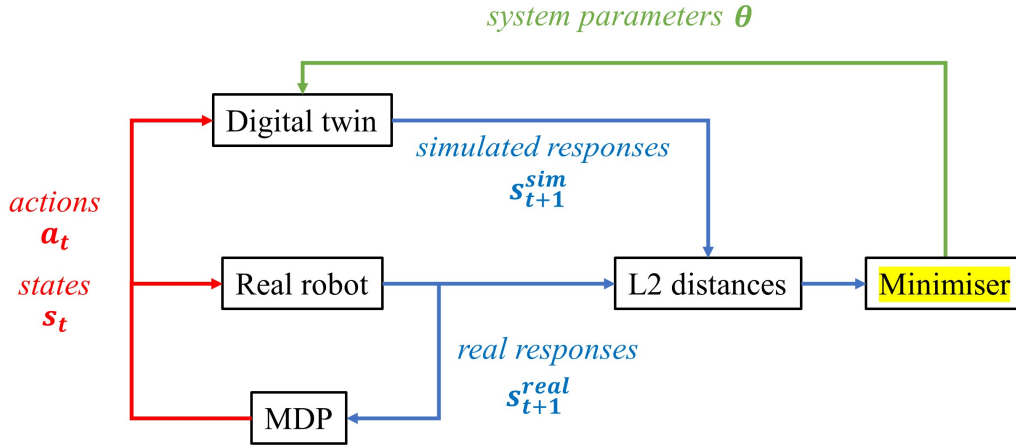 system parameters θ
Digital twin
simulated responses
s_{t+1}^{sim}
actions
a_t
states
s_t
Real robot
L2 distances
Minimiser
real responses
s_{t+1}^{real}
MDP